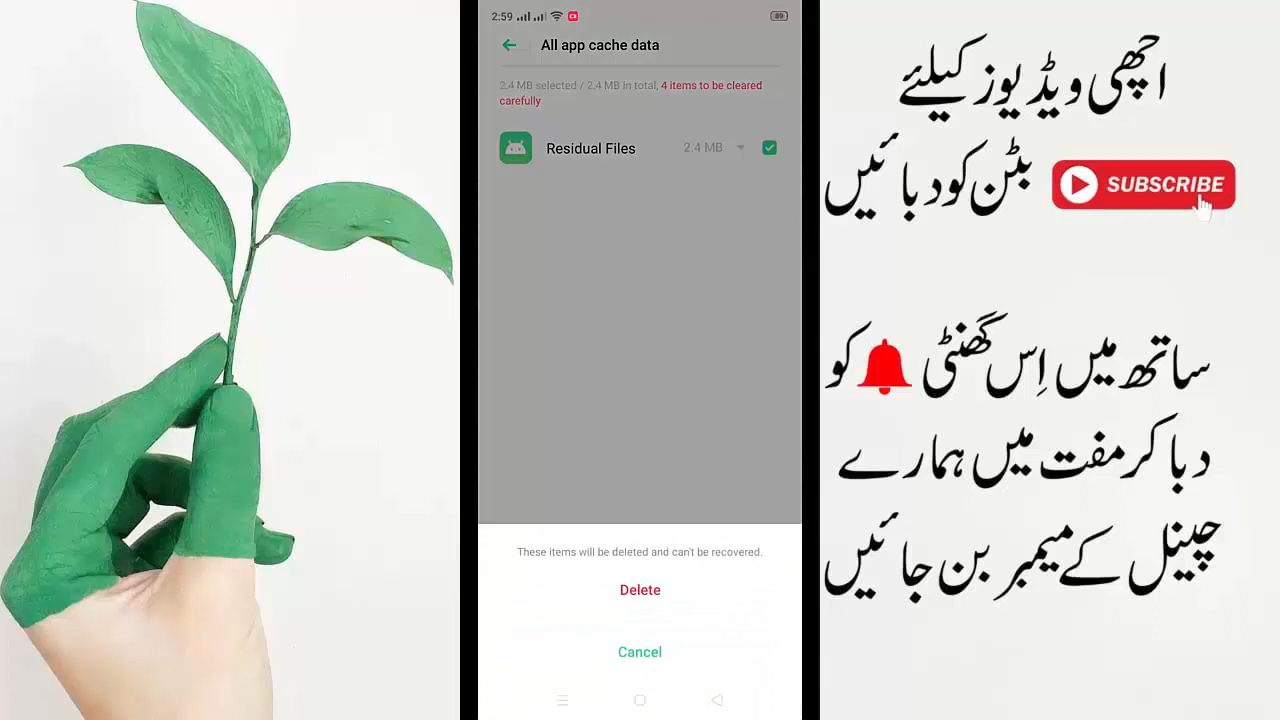 2:59
89
All app cache data
2.4 MB selected / 2.4 MB in total, 4 items to be cleared
carefully
Residual Files 2.4 MB
These items will be deleted and can't be recovered.
Delete
Cancel
اچھی ویڈیوز کیلئے
بٹن کو دبائیں SUBSCRIBE
ساتھ میں اِس گھنٹی کو
دبا کر مفت میں ہمارے
چینل کے میمبر بن جائیں